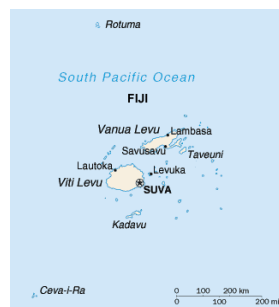 Rotuma
South Pacific Ocean
FIJI
Vanua Levu
Lambasa
Savusavu
Taveuni
Lautoka
Levuka
Viti Levu
SUVA
Kadavu
Ceva-i-Ra
0 100 200 km
0 100 200 mi